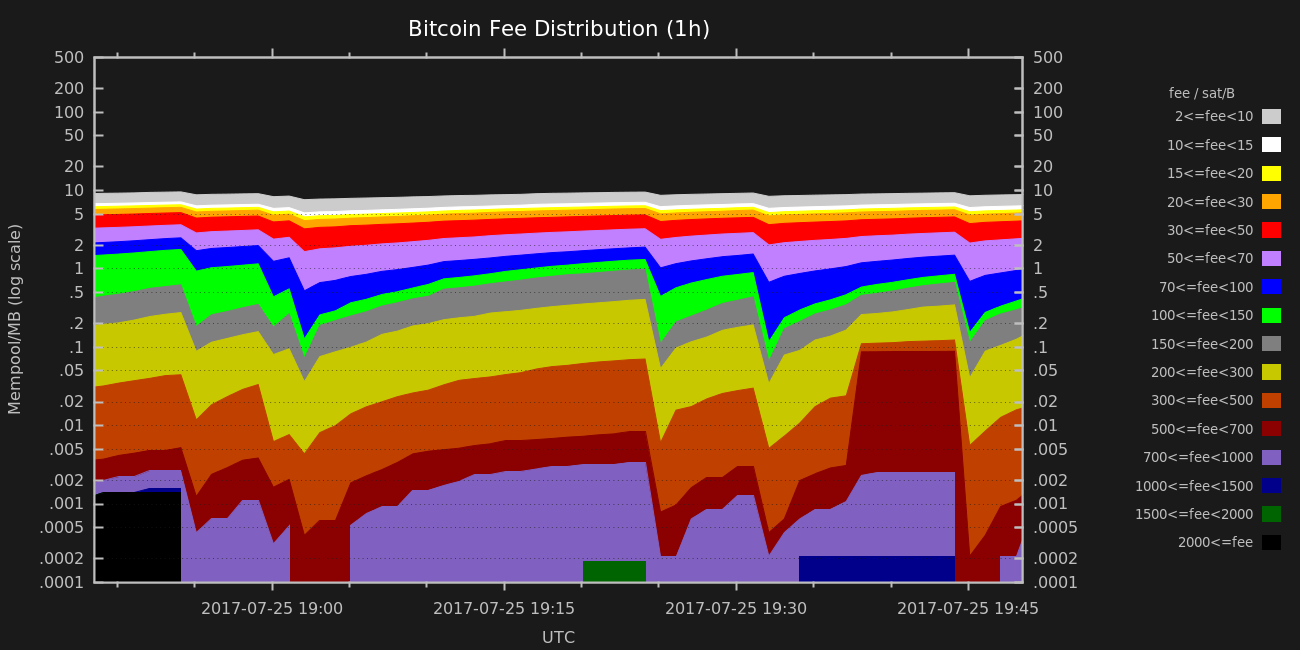 Bitcoin Fee Distribution (1h)
Mempool/MB (log scale)
500
200
100
50
20
10
5
2
1
.5
.2
.1
.05
.02
.01
.005
.002
.001
.0005
.0002
.0001
500
200
100
50
20
10
5
2
1
.5
.2
.1
.05
.02
.01
.005
.002
.001
.0005
.0002
.0001
2017-07-25 19:00
2017-07-25 19:15
2017-07-25 19:30
2017-07-25 19:45
UTC
fee / sat/B
2<=fee<10
10<=fee<15
15<=fee<20
20<=fee<30
30<=fee<50
50<=fee<70
70<=fee<100
100<=fee<150
150<=fee<200
200<=fee<300
300<=fee<500
500<=fee<700
700<=fee<1000
1000<=fee<1500
1500<=fee<2000
2000<=fee